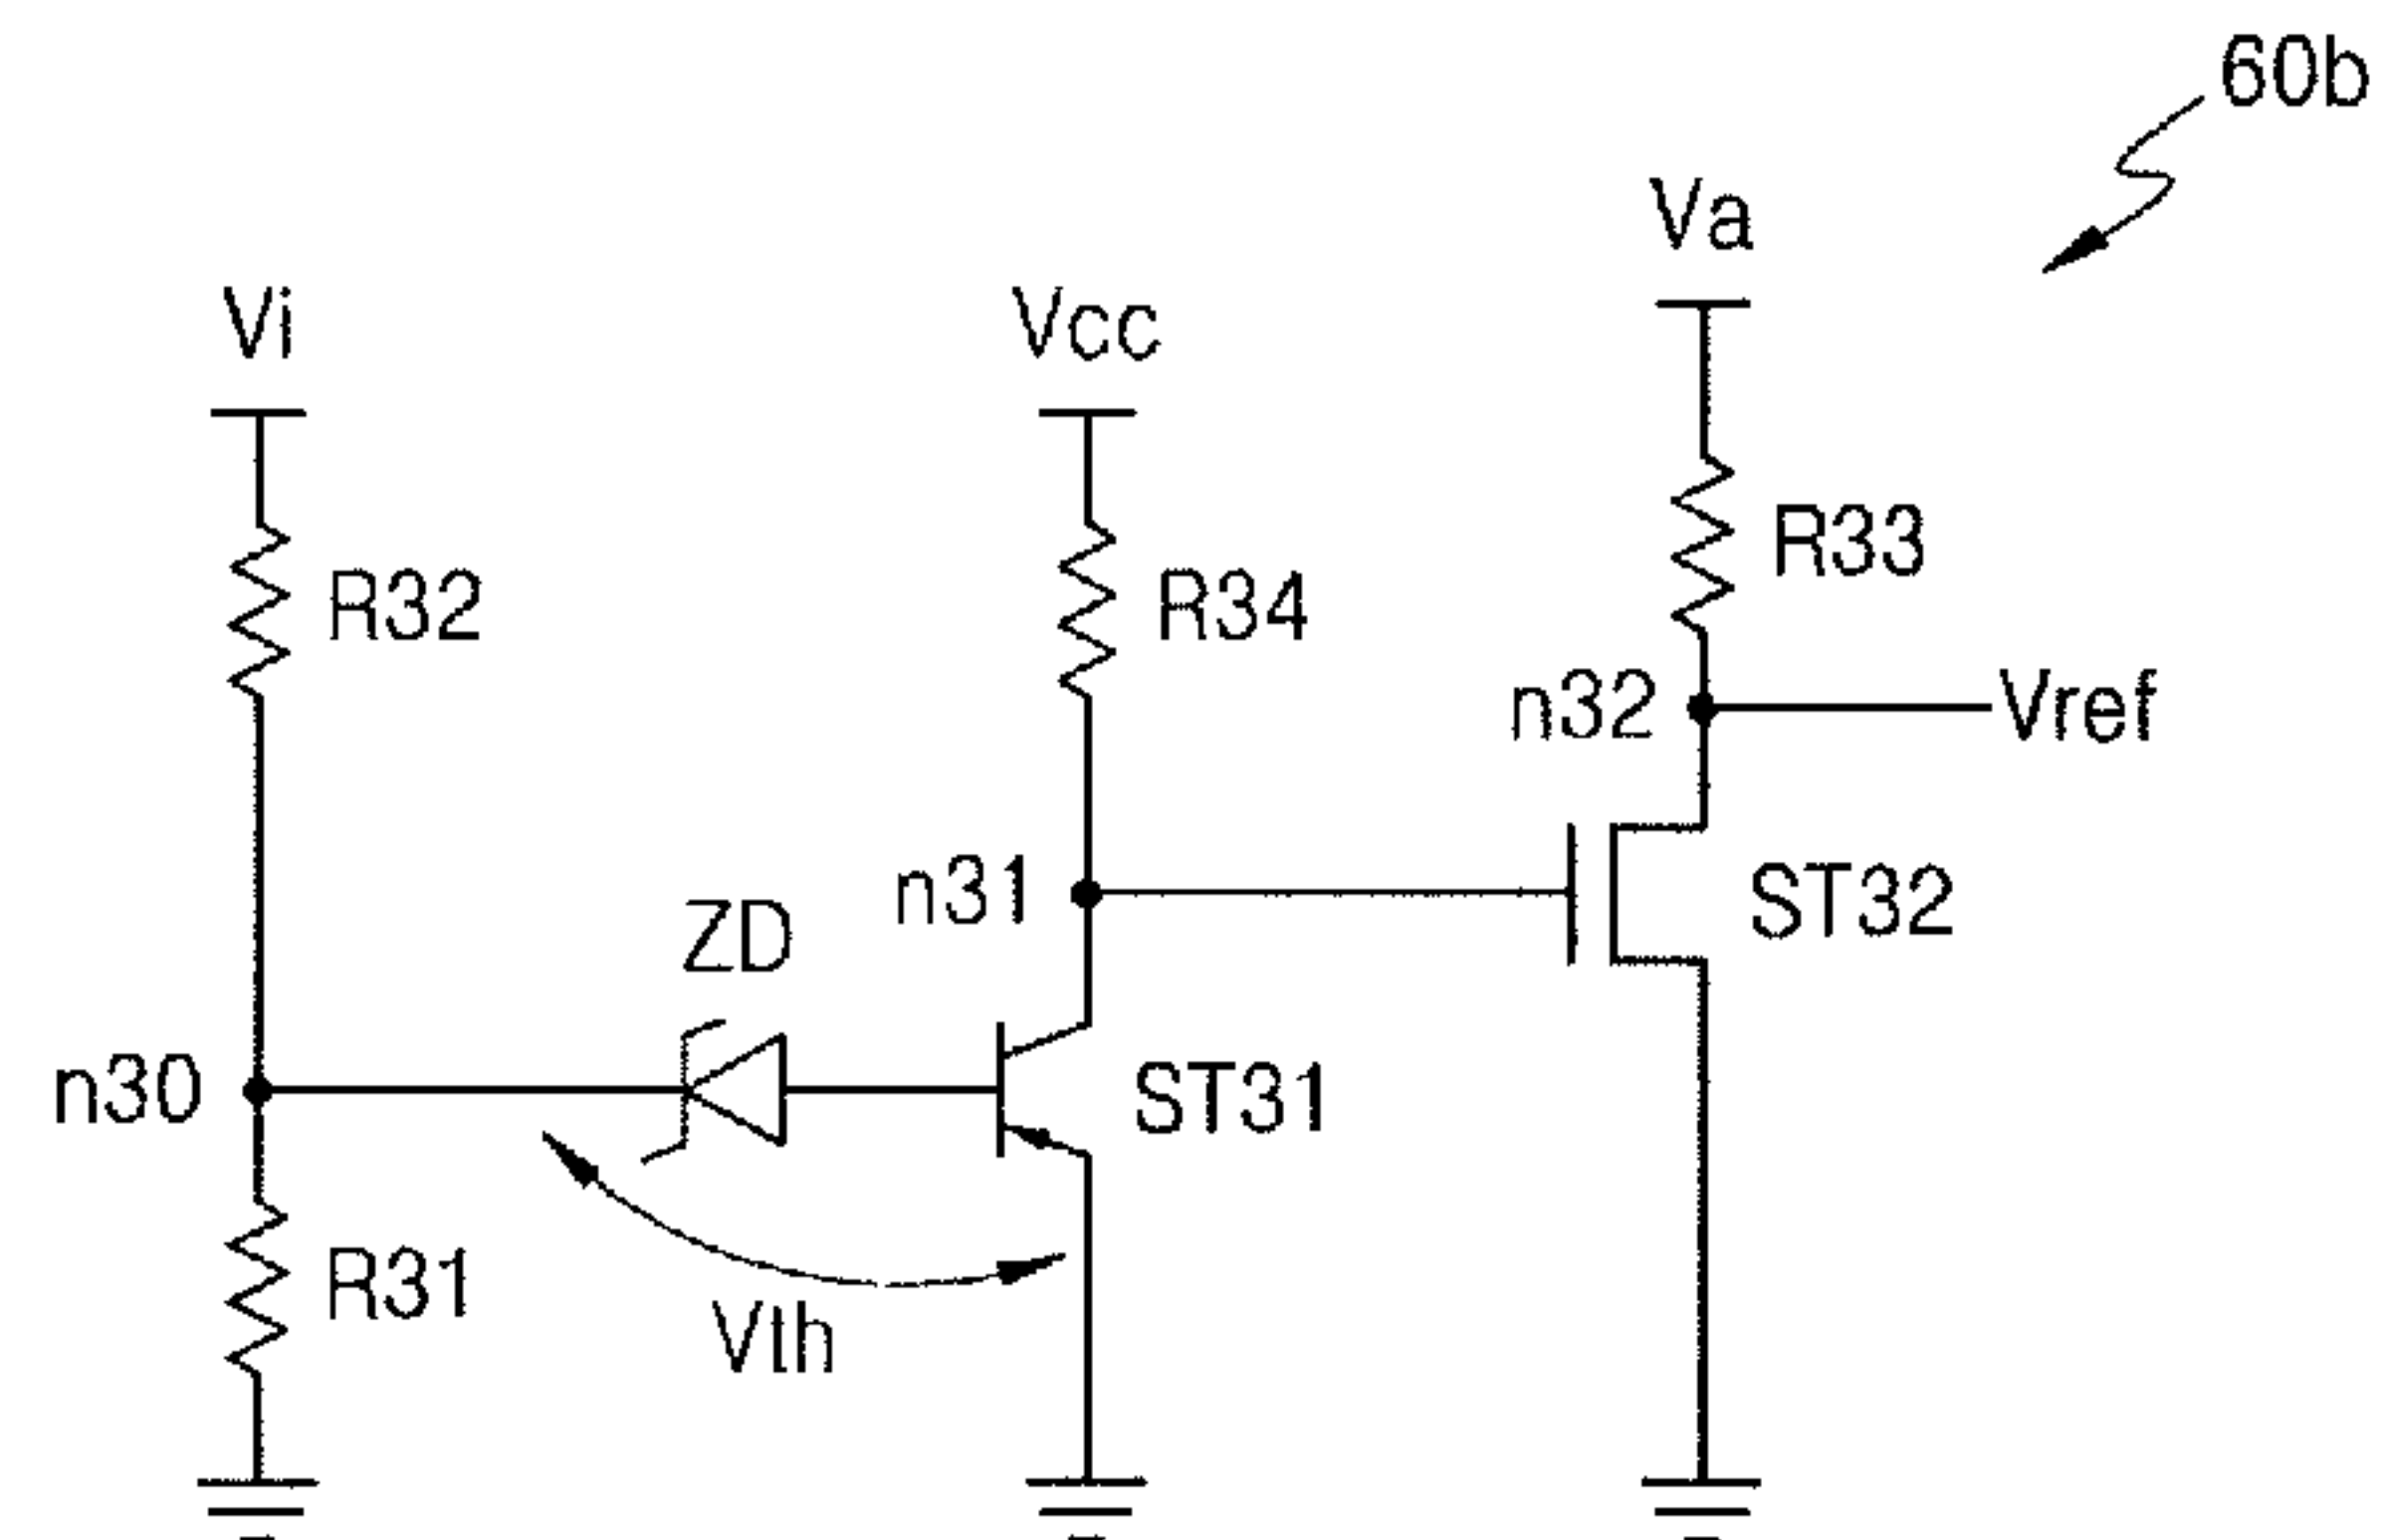 60b
Va
Vi
Vcc
R33
R32
R34
n32
Vref
n31
ST32
ZD
n30
ST31
R31
Vth